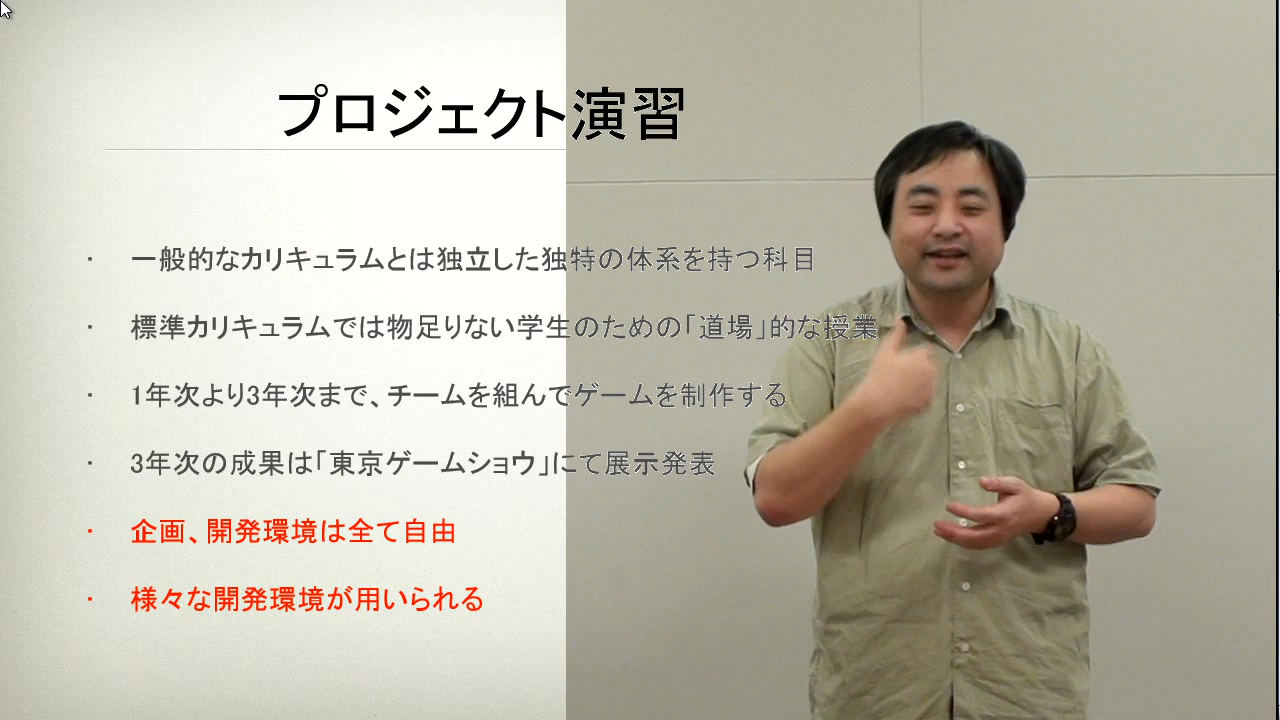 プロジェクト演習
・ 一般的なカリキュラムとは独立した独特の体系を持つ科目
・ 標準カリキュラムでは物足りない学生のための「道場」的な授業
・ 1年次より3年次まで、チームを組んでゲームを制作する
・ 3年次の成果は「東京ゲームショウ」にて展示発表
・ 企画、開発環境は全て自由
・ 様々な開発環境が用いられる